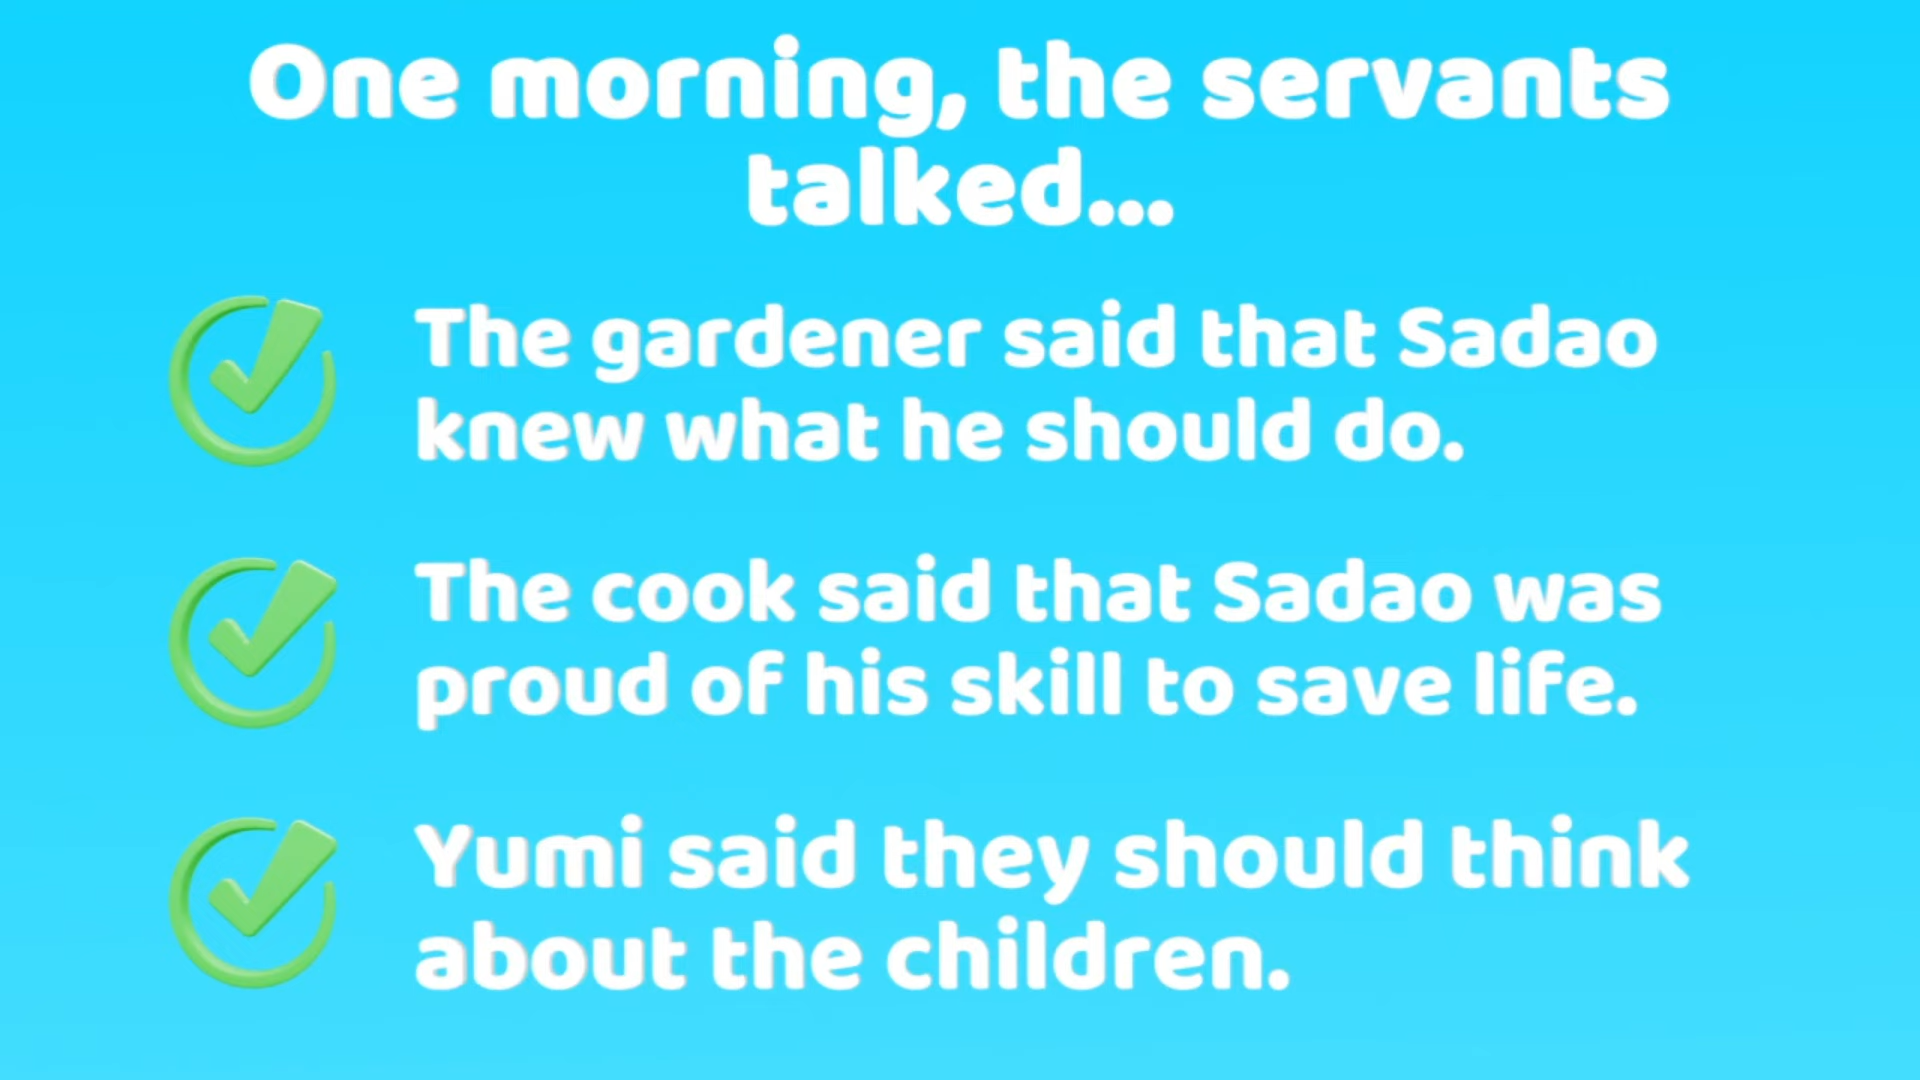 One morning, the servants
talked...
The gardener said that Sadao
knew what he should do.
The cook said that Sadao was
proud of his skill to save life.
Yumi said they should think
about the children.